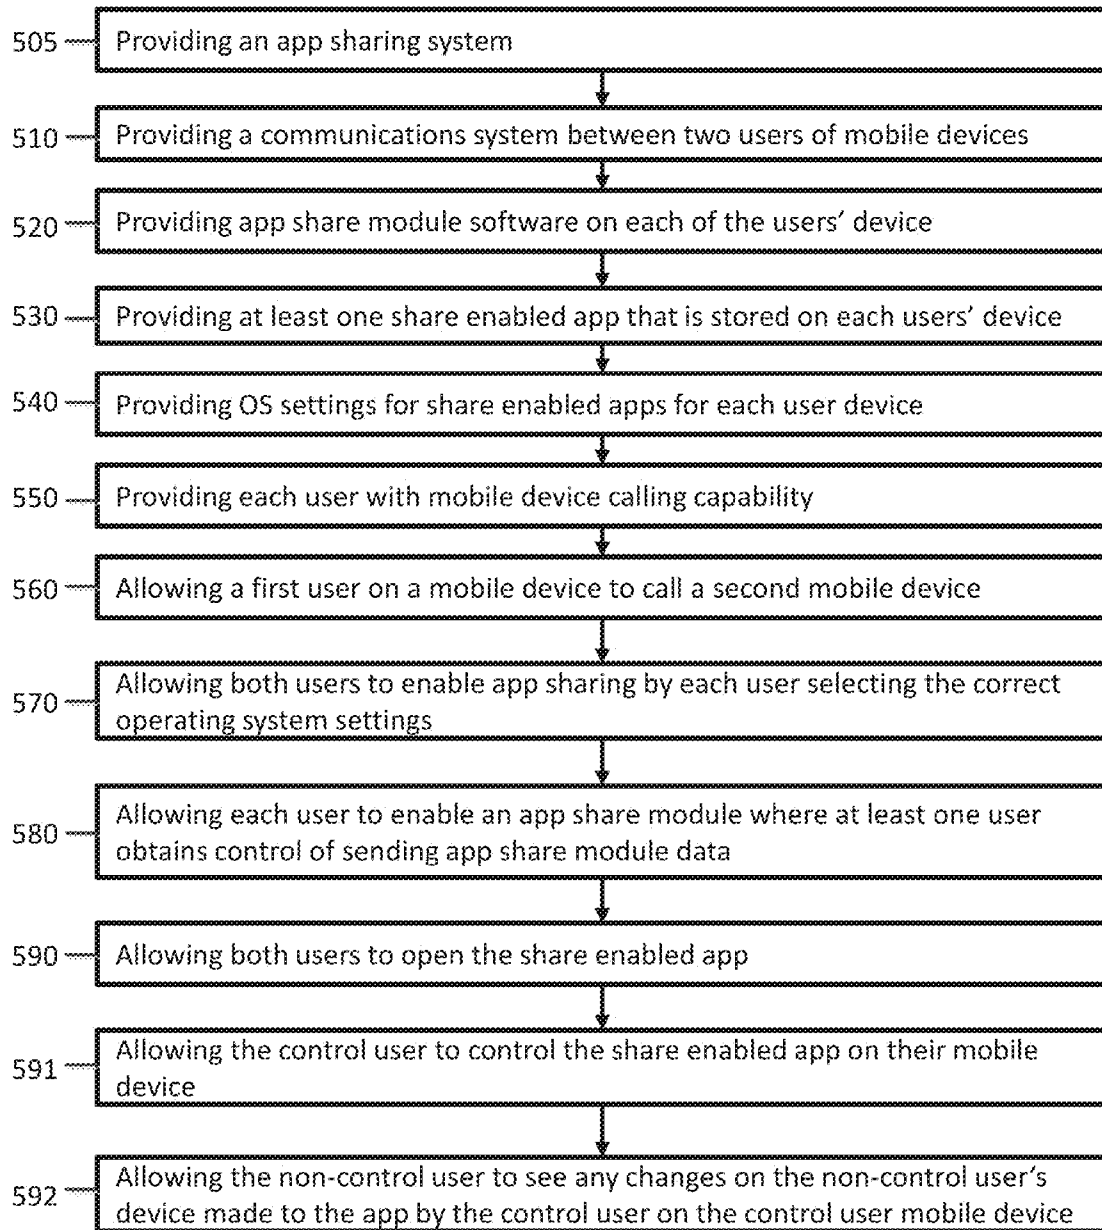 505 Providing an app sharing system
510 Providing a communications system between two users of mobile devices
520 Providing app share module software on each of the users' device
530 Providing at least one share enabled app that is stored on each users' device
540 Providing OS settings for share enabled apps for each user device
550 Providing each user with mobile device calling capability
560 Allowing a first user on a mobile device to call a second mobile device
570 Allowing both users to enable app sharing by each user selecting the correct
operating system settings
580 Allowing each user to enable an app share module where at least one user
obtains control of sending app share module data
590 Allowing both users to open the share enabled app
591 Allowing the control user to control the share enabled app on their mobile
device
592 Allowing the non-control user to see any changes on the non-control user's
device made to the app by the control user on the control user mobile device